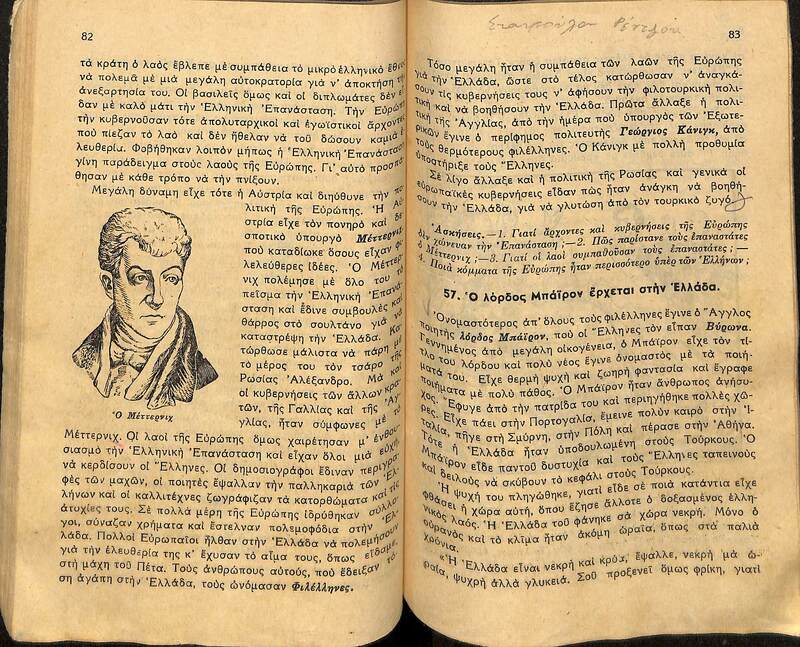 82
τὰ κράτη ὁ λαὸς ἔβλεπε μὲ συμπάθεια τὸ μικρὸ ἑλληνικὸ ἔθνος
νὰ πολεμᾶ μὲ μιὰ μεγάλη αὐτοκρατορία γιὰ ν' ἀποκτήση τὴν
ἀνεξαρτησία του. Οἱ βασιλεῖς ὅμως καὶ οἱ διπλωμάτες δὲν εἶ-
δαν μὲ καλὸ μάτι τὴν Ἑλληνικὴ Ἐπανάσταση. Τὴν Εὐρώπη
τὴν κυβερνοῦσαν τότε ἀπολυταρχικοὶ καὶ ἐγωϊστικοὶ ἄρχοντες
ποὺ πίεζαν τὸ λαὸ καὶ δὲν ἤθελαν νὰ τοῦ δώσουν καμιὰ ἐ-
λευθερία. Φοβήθηκαν λοιπὸν μήπως ἡ Ἑλληνικὴ Ἐπανάσταση
γίνη παράδειγμα στοὺς λαοὺς τῆς Εὐρώπης. Γι' αὐτὸ προσπά-
θησαν μὲ κάθε τρόπο νὰ τὴν πνίξουν.
Μεγάλη δύναμη εἶχε τότε ἡ Αὐστρία καὶ διηύθυνε τὴν πο-
λιτικὴ τῆς Εὐρώπης. Ἡ Αὐ-
στρία εἶχε τὸν πονηρὸ καὶ δε-
σποτικὸ ὑπουργὸ Μέττερνιχ
ποὺ καταδίωκε ὅσους εἶχαν φι-
λελεύθερες ἰδέες. Ὁ Μέττερ-
νιχ πολέμησε μὲ ὅλο του τὸ
πεῖσμα τὴν Ἑλληνικὴ Ἐπανά-
σταση καὶ ἔδινε συμβουλὲς καὶ
θάρρος στὸ σουλτάνο γιὰ νὰ
καταστρέψη τὴν Ἑλλάδα. Κα-
τώρθωσε μάλιστα νὰ πάρη μὲ
τὸ μέρος του τὸν τσάρο τῆς
Ρωσίας Ἀλέξανδρο. Μὰ καὶ
οἱ κυβερνήσεις τῶν ἄλλων κρα-
τῶν, τῆς Γαλλίας καὶ τῆς Ἀγ-
γλίας, ἦταν σύμφωνες μὲ τὸ
Ὁ Μέττερνιχ
Μέττερνιχ. Οἱ λαοὶ τῆς Εὐρώπης ὅμως χαιρέτησαν μ' ἐνθου-
σιασμὸ τὴν Ἑλληνικὴ Ἐπανάσταση καὶ εἶχαν ὅλοι μιὰ εὐχή,
νὰ κερδίσουν οἱ Ἕλληνες. Οἱ δημοσιογράφοι ἔδιναν περιγρα-
φὲς τῶν μαχῶν, οἱ ποιητὲς ἔψαλλαν τὴν παλληκαριὰ τῶν Ἑλ-
λήνων καὶ οἱ καλλιτέχνες ζωγράφιζαν τὰ κατορθώματα καὶ τὶς
ἀτυχίες τους. Σὲ πολλὰ μέρη τῆς Εὐρώπης ἱδρύθηκαν σύλλο-
γοι, σύναζαν χρήματα καὶ ἔστελναν πολεμοφόδια στὴν Ἑλ-
λάδα. Πολλοὶ Εὐρωπαῖοι ἦλθαν στὴν Ἑλλάδα νὰ πολεμήσουν
γιὰ τὴν ἐλευθερία της κ' ἔχυσαν τὸ αἷμα τους, ὅπως εἴδαμε,
στὴ μάχη τοῦ Πέτα. Τοὺς ἀνθρώπους αὐτούς, ποὺ ἔδειξαν τό-
ση ἀγάπη στὴν Ἑλλάδα, τοὺς ὠνόμασαν Φιλέλληνες.
83
Τόσο μεγάλη ἦταν ἡ συμπάθεια τῶν λαῶν τῆς Εὐρώπης
γιὰ τὴν Ἑλλάδα, ὥστε στὸ τέλος κατώρθωσαν ν' ἀναγκά-
σουν τὶς κυβερνήσεις τους ν' ἀφήσουν τὴν φιλοτουρκικὴ πολι-
τικὴ καὶ νὰ βοηθήσουν τὴν Ἑλλάδα. Πρῶτα ἄλλαξε ἡ πολι-
τικὴ τῆς Ἀγγλίας, ἀπὸ τὴν ἡμέρα ποὺ ὑπουργὸς τῶν Ἐξωτε-
ρικῶν ἔγινε ὁ περίφημος πολιτευτὴς Γεώργιος Κάνιγκ, ἀπὸ
τοὺς θερμότερους φιλέλληνες. Ὁ Κάνιγκ μὲ πολλὴ προθυμία
ὑποστήριξε τοὺς Ἕλληνες.
Σὲ λίγο ἄλλαξε καὶ ἡ πολιτικὴ τῆς Ρωσίας καὶ γενικὰ οἱ
εὐρωπαϊκὲς κυβερνήσεις εἶδαν πὼς ἦταν ἀνάγκη νὰ βοηθή-
σουν τὴν Ἑλλάδα, γιὰ νὰ γλυτώση ἀπὸ τὸν τουρκικὸ ζυγό.
Ἀσκήσεις.—1. Γιατί ἄρχοντες καὶ κυβερνήσεις τῆς Εὐρώπης
δὲν χώνευαν τὴν Ἐπανάσταση ;—2. Πῶς παρίστανε τοὺς ἐπαναστάτες
ὁ Μέττερνιχ ;—3. Γιατί οἱ λαοὶ συμπαθοῦσαν τοὺς ἐπαναστάτες ;—
4. Ποιὰ κόμματα τῆς Εὐρώπης ἦταν περισσότερο ὑπὲρ τῶν Ἑλλήνων ;
57. Ὁ λόρδος Μπάϊρον ἔρχεται στὴν Ἑλλάδα.
Ὀνομαστότερος ἀπ' ὅλους τοὺς φιλέλληνες ἔγινε ὁ Ἄγγλος
ποιητὴς λόρδος Μπάϊρον, ποὺ οἱ Ἕλληνες τὸν εἶπαν Βύρωνα.
Γεννημένος ἀπὸ μεγάλη οἰκογένεια, ὁ Μπάϊρον εἶχε τὸν τί-
τλο τοῦ λόρδου καὶ πολὺ νέος ἔγινε ὀνομαστὸς μὲ τὰ ποιή-
ματά του. Εἶχε θερμὴ ψυχὴ καὶ ζωηρὴ φαντασία καὶ ἔγραφε
ποιήματα μὲ πολὺ πάθος. Ὁ Μπάϊρον ἦταν ἄνθρωπος ἀνήσυ-
χος. Ἔφυγε ἀπὸ τὴν πατρίδα του καὶ περιηγήθηκε πολλὲς χῶ-
ρες. Εἶχε πάει στὴν Πορτογαλία, ἔμεινε πολὺν καιρὸ στὴν Ἰ-
ταλία, πῆγε στὴ Σμύρνη, στὴν Πόλη καὶ πέρασε στὴν Ἀθήνα.
Τότε ἡ Ἑλλάδα ἦταν ὑποδουλωμένη στοὺς Τούρκους. Ὁ
Μπάϊρον εἶδε παντοῦ δυστυχία καὶ τοὺς Ἕλληνες ταπεινοὺς
καὶ δειλοὺς νὰ σκύβουν τὸ κεφάλι στοὺς Τούρκους.
Ἡ ψυχή του πληγώθηκε, γιατὶ εἶδε σὲ ποιὰ κατάντια εἶχε
φθάσει ἡ χώρα αὐτή, ὅπου ἔζησε ἄλλοτε ὁ δοξασμένος ἑλλη-
νικὸς λαός. Ἡ Ἑλλάδα τοῦ φάνηκε σὰ χώρα νεκρή. Μόνο ὁ
οὐρανὸς καὶ τὸ κλῖμα ἦταν ἀκόμη ὡραῖα, ὅπως στὰ παλιὰ
χρόνια.
«Ἡ Ἑλλάδα εἶναι νεκρὴ καὶ κρύα, ἔψαλλε, νεκρὴ μὰ ὡ-
ραία, ψυχρὴ ἀλλὰ γλυκειά. Σοῦ προξενεῖ ὅμως φρίκη, γιατὶ